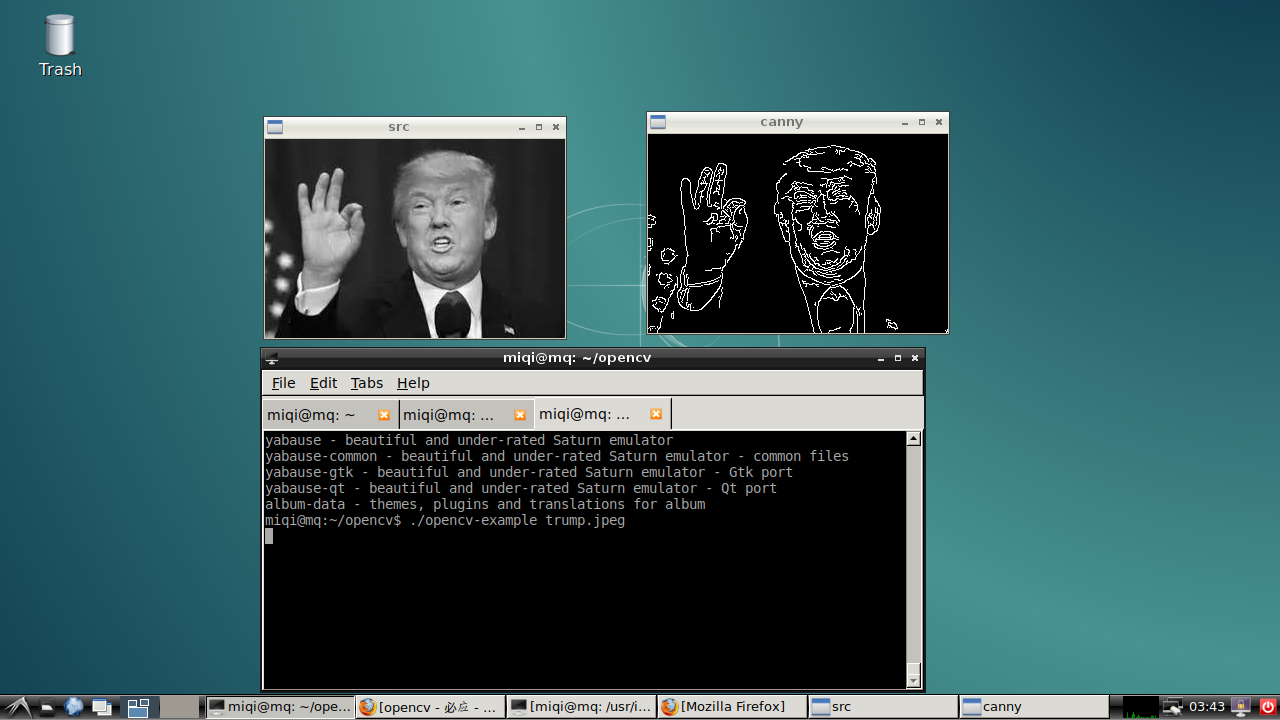 Trash
src
canny
miqi@mq: ~/opencv
File Edit Tabs Help
miqi@mq: ~
miqi@mq: ...
miqi@mq: ...
yabause - beautiful and under-rated Saturn emulator
yabause-common - beautiful and under-rated Saturn emulator - common files
yabause-gtk - beautiful and under-rated Saturn emulator - Gtk port
yabause-qt - beautiful and under-rated Saturn emulator - Qt port
album-data - themes, plugins and translations for album
miqi@mq:~/opencv$ ./opencv-example trump.jpeg
miqi@mq: ~/ope...
[opencv - 必应 - ...
[miqi@mq: /usr/i...
[Mozilla Firefox]
src
canny
03:43